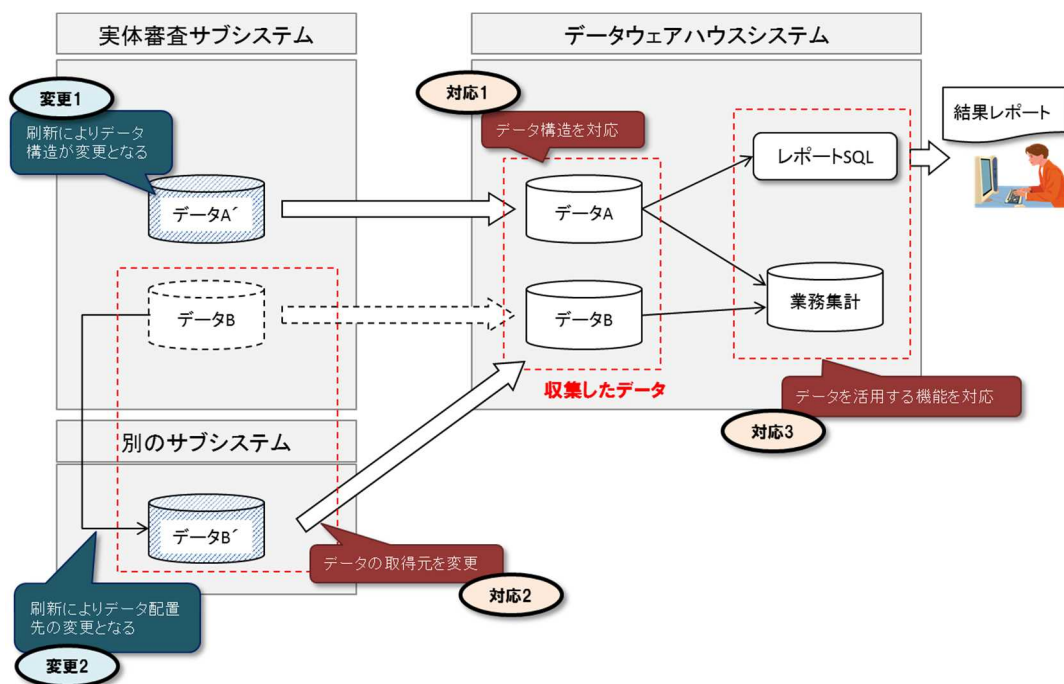 実体審査サブシステム
データウェアハウスシステム
変更1
刷新によりデータ
構造が変更となる
対応1
データ構造を対応
結果レポート
レポートSQL
データA´
データA
データB
データB
業務集計
収集したデータ
データを活用する機能を対応
対応3
別のサブシステム
データB´
データの取得元を変更
対応2
刷新によりデータ配置
先の変更となる
変更2